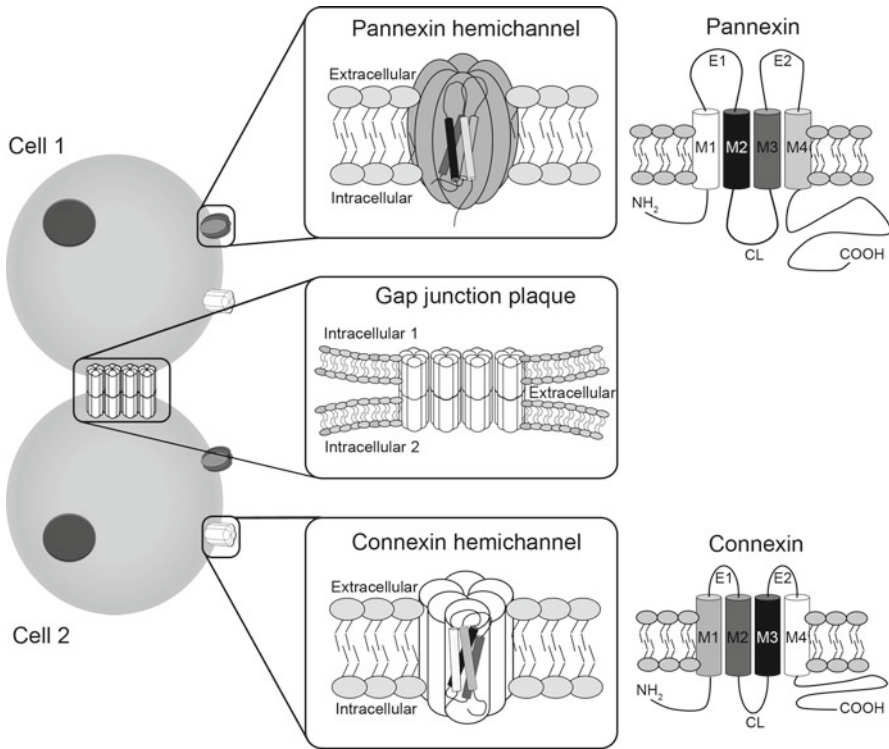 Pannexin hemichannel
Extracellular
Intracellular
Pannexin
E1 E2
M1 M2 M3 M4
NH2
CL
COOH
Cell 1
Gap junction plaque
Intracellular 1
Extracellular
Intracellular 2
Cell 2
Connexin hemichannel
Extracellular
Intracellular
Connexin
E1 E2
M1 M2 M3 M4
NH2
CL
COOH